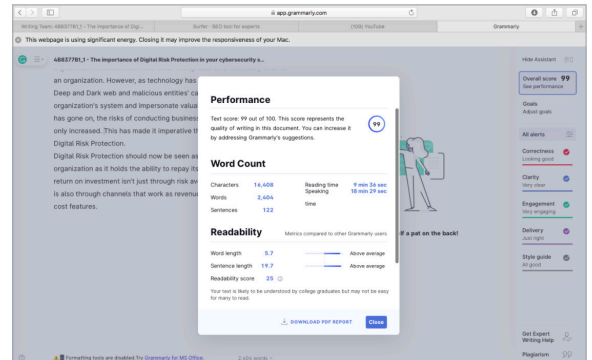 app.grammarly.com
Writing Team: 4B837781_1 - The Importance of Digi...
Surfer - SEO tool for experts
(108) YouTube
Grammarly
This webpage is using significant energy. Closing it may improve the responsiveness of your Mac.
4B837781_1 - The importance of Digital Risk Protection in your cybersecurity s...
Hide Assistant
an organization. However, as technology has
Deep and Dark web and malicious entities' ca
organization's system and impersonate valua
has gone on, the risks of conducting business
only increased. This has made it imperative th
Digital Risk Protection.
Digital Risk Protection should now be seen as
organization as it holds the ability to repay its
return on investment isn't just through risk av
is also through channels that work as revenu
cost features.
Performance
Text score: 99 out of 100. This score represents the
quality of writing in this document. You can increase it
by addressing Grammarly's suggestions.
99
Word Count
Characters 16,408
Words 2,404
Sentences 122
Reading time 9 min 36 sec
Speaking 18 min 29 sec
time
Readability
Metrics compared to other Grammarly users
Word length 5.7 Above average
Sentence length 19.7 Above average
Readability score 25
Your text is likely to be understood by college graduates but may not be easy
for many to read.
DOWNLOAD PDF REPORT
Close
lf a pat on the back!
Overall score 99
See performance
Goals
Adjust goals
All alerts
Correctness
Looking good
Clarity
Very clear
Engagement
Very engaging
Delivery
Just right
Style guide
All good
Get Expert
Writing Help
Plagiarism
Formatting tools are disabled. Try Grammarly for MS Office.
2,404 words